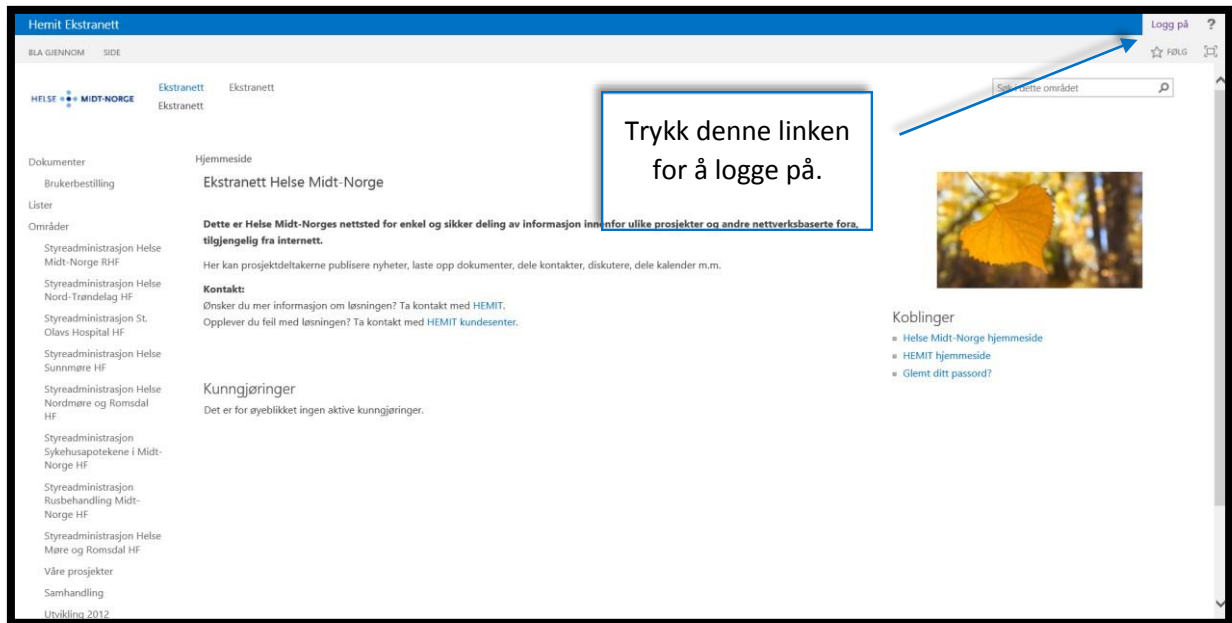 Hemit Ekstranett
Logg på ?
BLA GJENNOM SIDE
FØLG
HELSE MIDT-NORGE
Ekstranett Ekstranett
Ekstranett
Søk i dette området
Trykk denne linken
for å logge på.
Dokumenter
Brukerbestilling
Lister
Områder
Styreadministrasjon Helse
Midt-Norge RHF
Styreadministrasjon Helse
Nord-Trøndelag HF
Styreadministrasjon St.
Olavs Hospital HF
Styreadministrasjon Helse
Sunnmøre HF
Styreadministrasjon Helse
Nordmøre og Romsdal
HF
Styreadministrasjon
Sykehusapotekene i Midt-
Norge HF
Styreadministrasjon
Rusbehandling Midt-
Norge HF
Styreadministrasjon Helse
Møre og Romsdal HF
Våre prosjekter
Samhandling
Utvikling 2012
Hjemmeside
Ekstranett Helse Midt-Norge
Dette er Helse Midt-Norges nettsted for enkel og sikker deling av informasjon innenfor ulike prosjekter og andre nettverksbaserte fora,
tilgjengelig fra internett.
Her kan prosjektdeltakerne publisere nyheter, laste opp dokumenter, dele kontakter, diskutere, dele kalender m.m.
Kontakt:
Ønsker du mer informasjon om løsningen? Ta kontakt med HEMIT.
Opplever du feil med løsningen? Ta kontakt med HEMIT kundesenter.
Kunngjøringer
Det er for øyeblikket ingen aktive kunngjøringer.
Koblinger
Helse Midt-Norge hjemmeside
HEMIT hjemmeside
Glemt ditt passord?